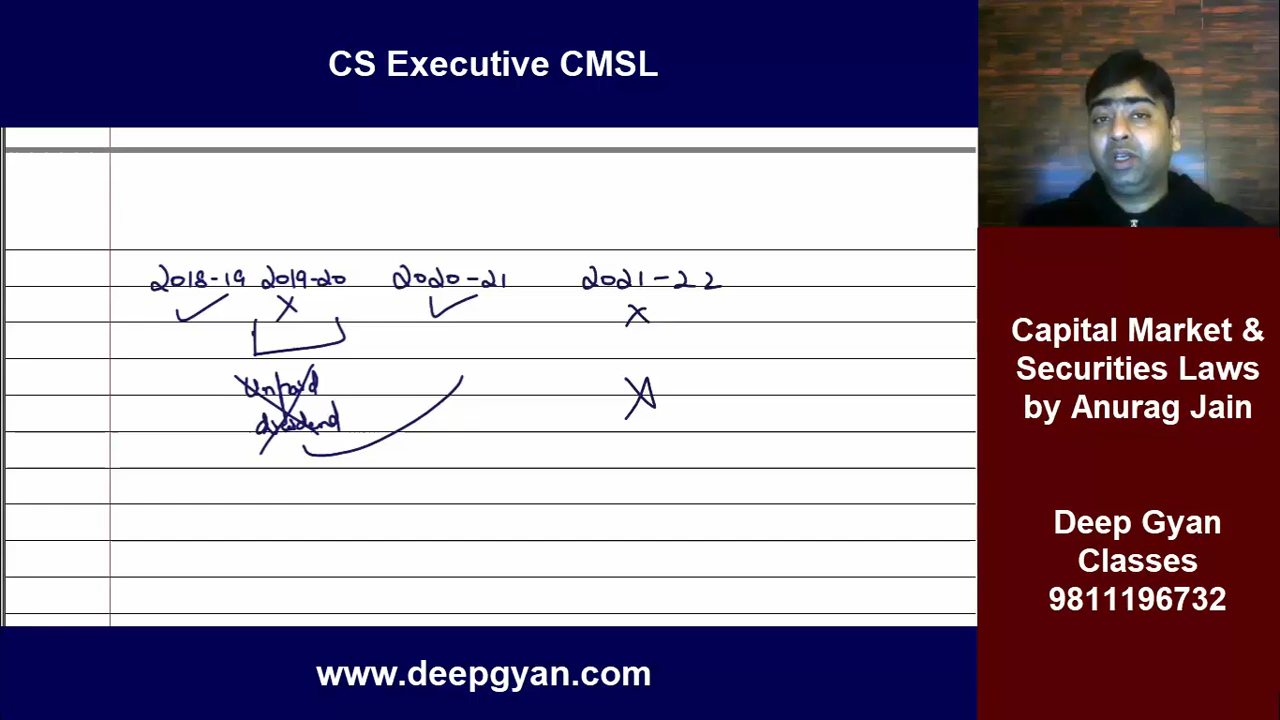 CS Executive CMSL
2018-19 2019-20 2020-21 2021-22
unpaid
dividend
Capital Market &
Securities Laws
by Anurag Jain
Deep Gyan
Classes
9811196732
www.deepgyan.com